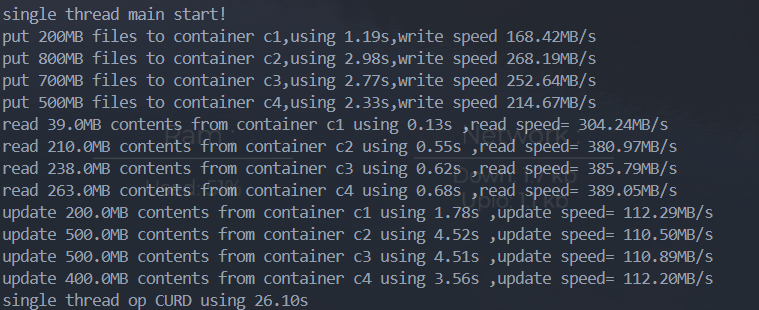 single thread main start!
put 200MB files to container c1,using 1.19s,write speed 168.42MB/s
put 800MB files to container c2,using 2.98s,write speed 268.19MB/s
put 700MB files to container c3,using 2.77s,write speed 252.64MB/s
put 500MB files to container c4,using 2.33s,write speed 214.67MB/s
read 39.0MB contents from container c1 using 0.13s ,read speed= 304.24MB/s
read 210.0MB contents from container c2 using 0.55s ,read speed= 380.97MB/s
read 238.0MB contents from container c3 using 0.62s ,read speed= 385.79MB/s
read 263.0MB contents from container c4 using 0.68s ,read speed= 389.05MB/s
update 200.0MB contents from container c1 using 1.78s ,update speed= 112.29MB/s
update 500.0MB contents from container c2 using 4.52s ,update speed= 110.50MB/s
update 500.0MB contents from container c3 using 4.51s ,update speed= 110.89MB/s
update 400.0MB contents from container c4 using 3.56s ,update speed= 112.20MB/s
single thread op CURD using 26.10s
Ram
Network